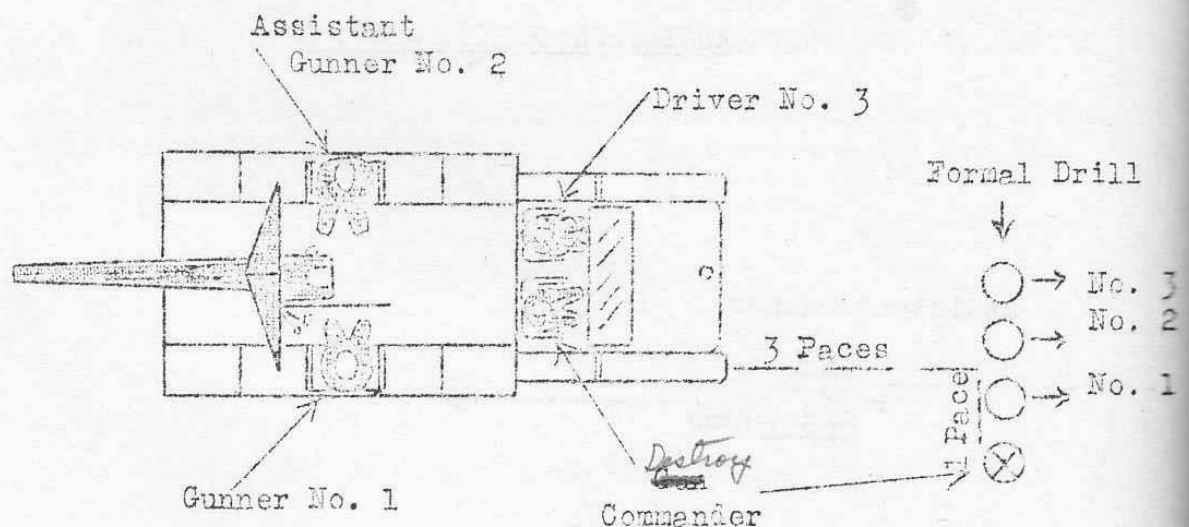 Assistant
Gunner No. 2
Driver No. 3
Formal Drill
No. 3
No. 2
3 Paces
No. 1
1 Pace
Destroy
Gun
Commander
Gunner No. 1